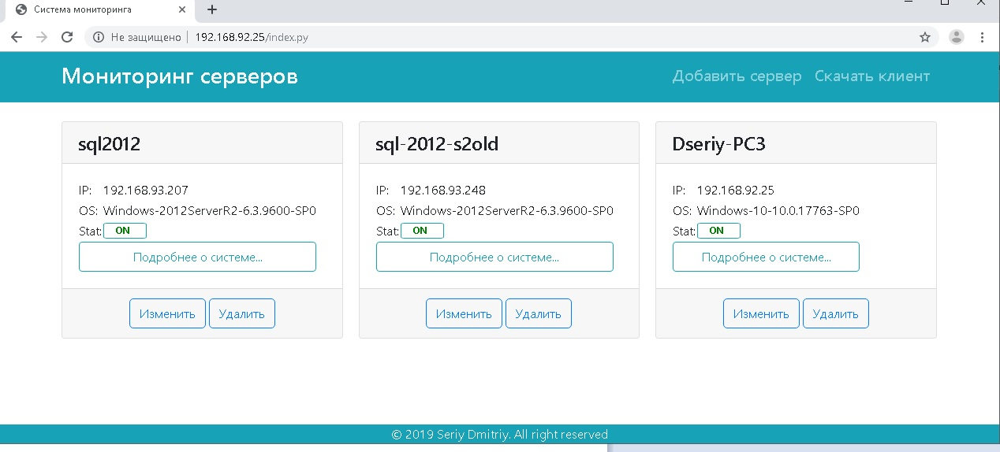 Система мониторинга
Не защищено 192.168.92.25/index.py
Мониторинг серверов
Добавить сервер Скачать клиент
sql2012
IP: 192.168.93.207
OS: Windows-2012ServerR2-6.3.9600-SP0
Stat: ON
Подробнее о системе...
Изменить Удалить
sql-2012-s2old
IP: 192.168.93.248
OS: Windows-2012ServerR2-6.3.9600-SP0
Stat: ON
Подробнее о системе...
Изменить Удалить
Dseriy-PC3
IP: 192.168.92.25
OS: Windows-10-10.0.17763-SP0
Stat: ON
Подробнее о системе...
Изменить Удалить
© 2019 Seriy Dmitriy. All right reserved